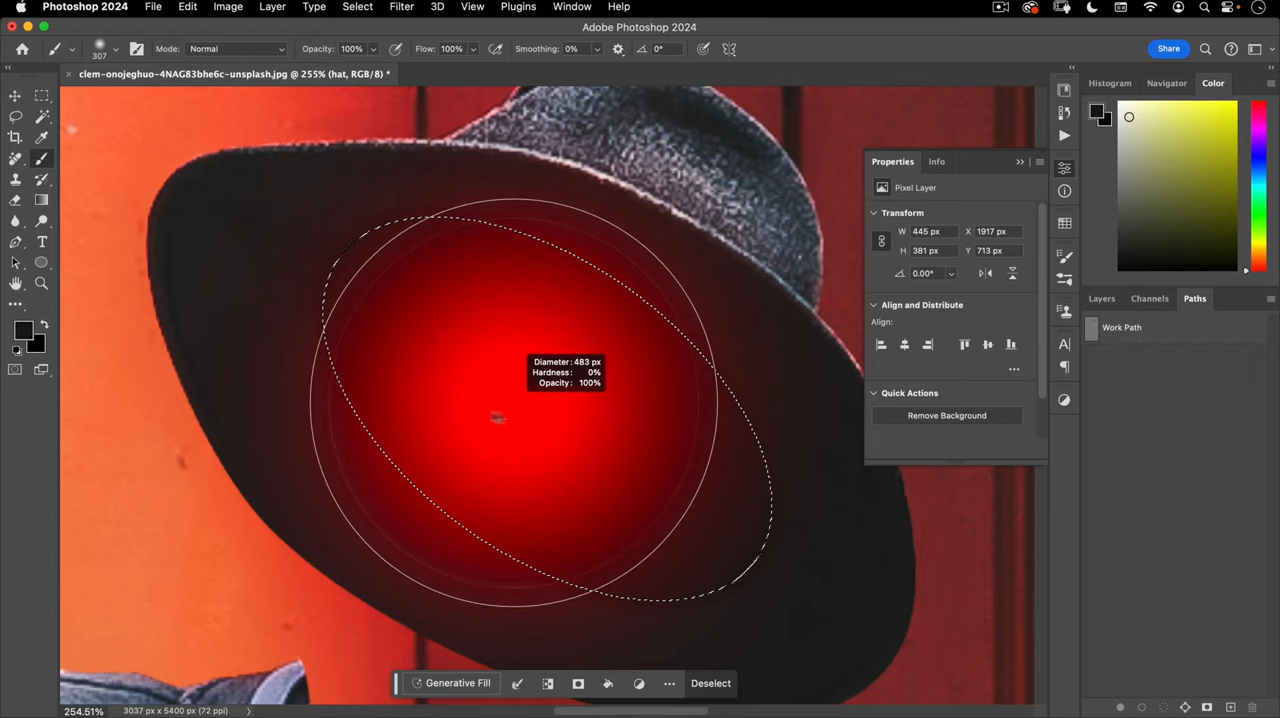 Photoshop 2024 File Edit Image Layer Type Select Filter 3D View Plugins Window Help
Adobe Photoshop 2024
307 Mode: Normal Opacity: 100% Flow: 100% Smoothing: 0% 0° Share
clem-onojeghuo-4NAG83bhe6c-unsplash.jpg @ 255% (hat, RGB/8) *
Histogram Navigator Color
Properties Info
Pixel Layer
Transform
W 445 px X 1917 px
H 381 px Y 713 px
0.00°
Layers Channels Paths
Align and Distribute
Align:
Work Path
Diameter: 483 px
Hardness: 0%
Opacity: 100%
Quick Actions
Remove Background
Generative Fill Deselect
254.51% 3037 px x 5400 px (72 ppi)